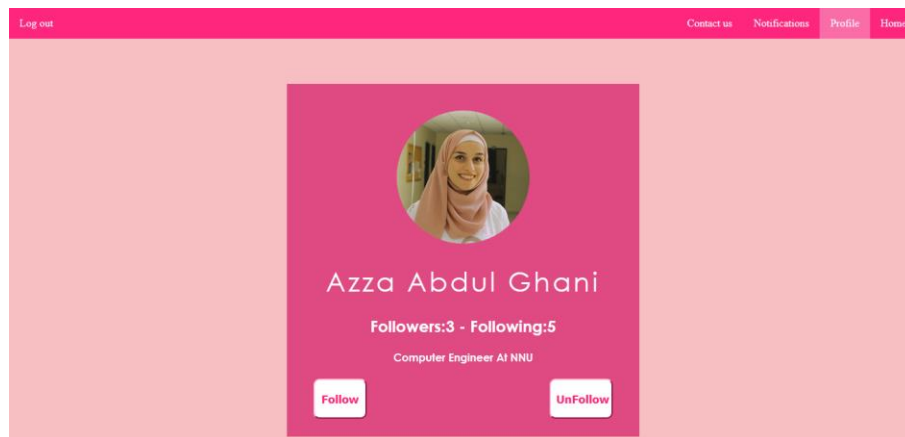 Log out Contact us Notifications Profile Home
Azza Abdul Ghani
Followers:3 - Following:5
Computer Engineer At NNU
Follow UnFollow